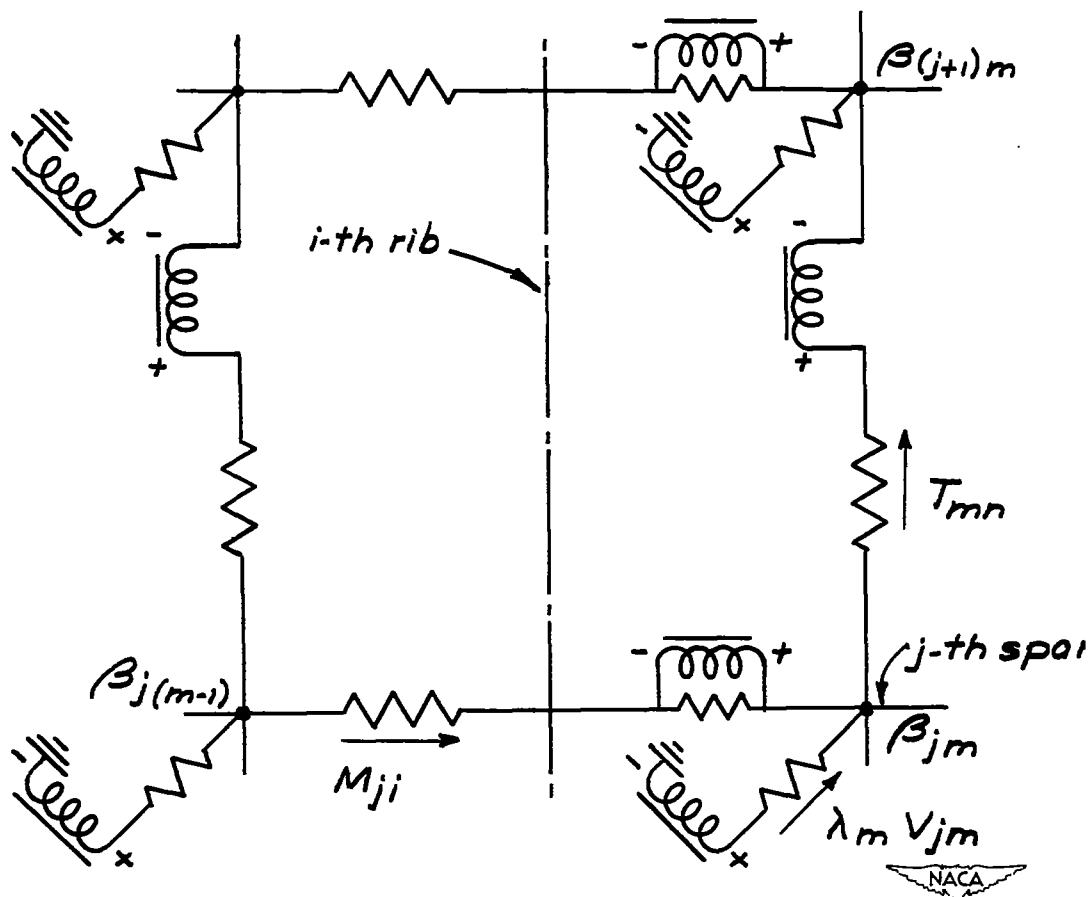 - +
β(j+1)m
- -
+ - + -
i-th rib
+ +
Tmn
- + j-th spar
βj(m-1)
βjm
- -
Mji
λm Vjm
+ +
NACA